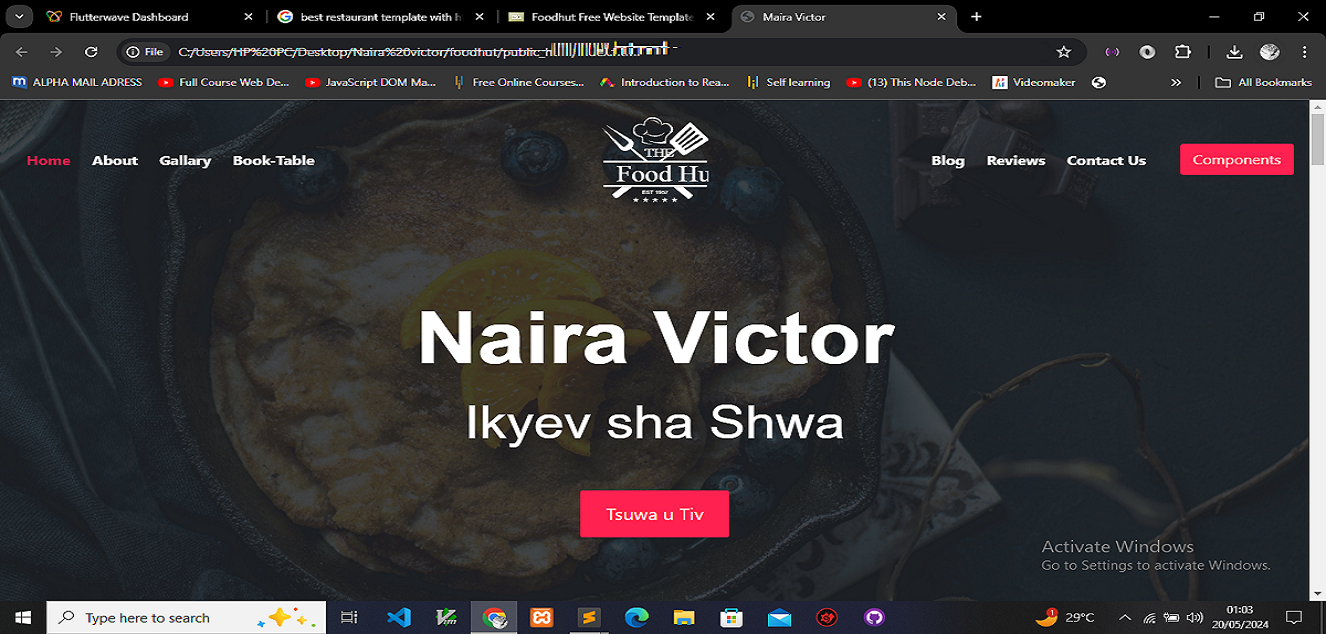 Flutterwave Dashboard
best restaurant template with h
Foodhut Free Website Template
Maira Victor
File C:/Users/HP%20PC/Desktop/Naira%20victor/foodhut/public_
ALPHA MAIL ADRESS
Full Course Web De...
JavaScript DOM Ma...
Free Online Courses...
Introduction to Rea...
Self learning
(13) This Node Deb...
Videomaker
All Bookmarks
Home About Gallary Book-Table
THE
Food Hu
EST 1997
Blog Reviews Contact Us Components
Naira Victor
Ikyev sha Shwa
Tsuwa u Tiv
Activate Windows
Go to Settings to activate Windows.
Type here to search
1
29°C
01:03
20/05/2024